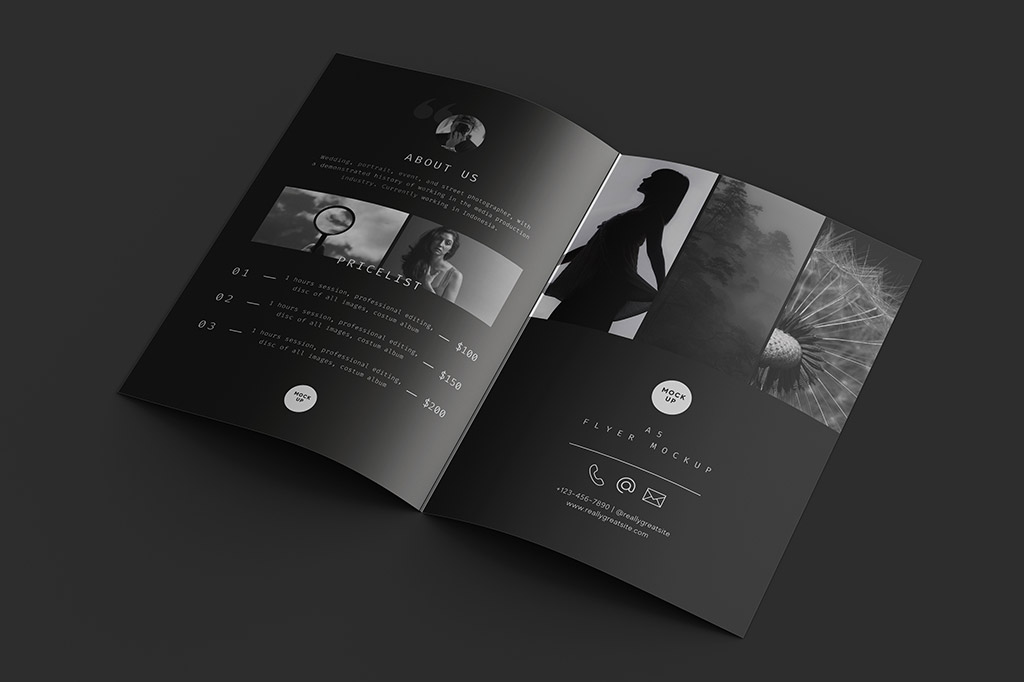 ABOUT US
Wedding, portrait, event, and street photographer, with
a demonstrated history of working in the media production
industry. Currently working in Indonesia.
PRICELIST
01 — 1 hours session, professional editing,
disc of all images, costum album — $100
02 — 1 hours session, professional editing,
disc of all images, costum album — $150
03 — 1 hours session, professional editing,
disc of all images, costum album — $200
MOCK
UP
MOCK
UP
A5
FLYER MOCKUP
+123-456-7890 | @reallygreatsite
www.reallygreatsite.com